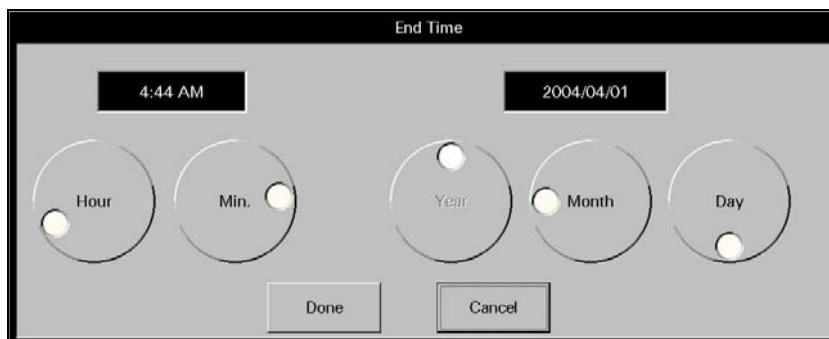 End Time
4:44 AM
2004/04/01
Hour
Min.
Year
Month
Day
Done
Cancel